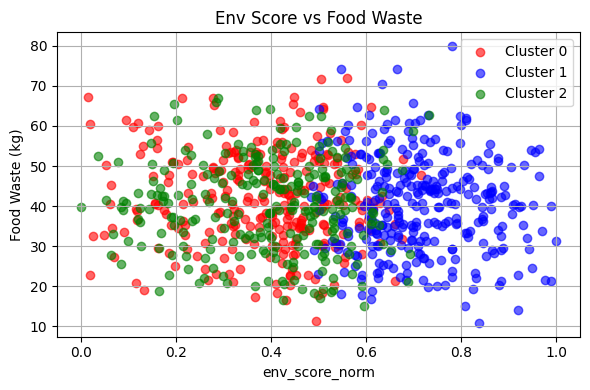 Env Score vs Food Waste
Cluster 0
Cluster 1
Cluster 2
Food Waste (kg)
80
70
60
50
40
30
20
10
0.0 0.2 0.4 0.6 0.8 1.0
env_score_norm